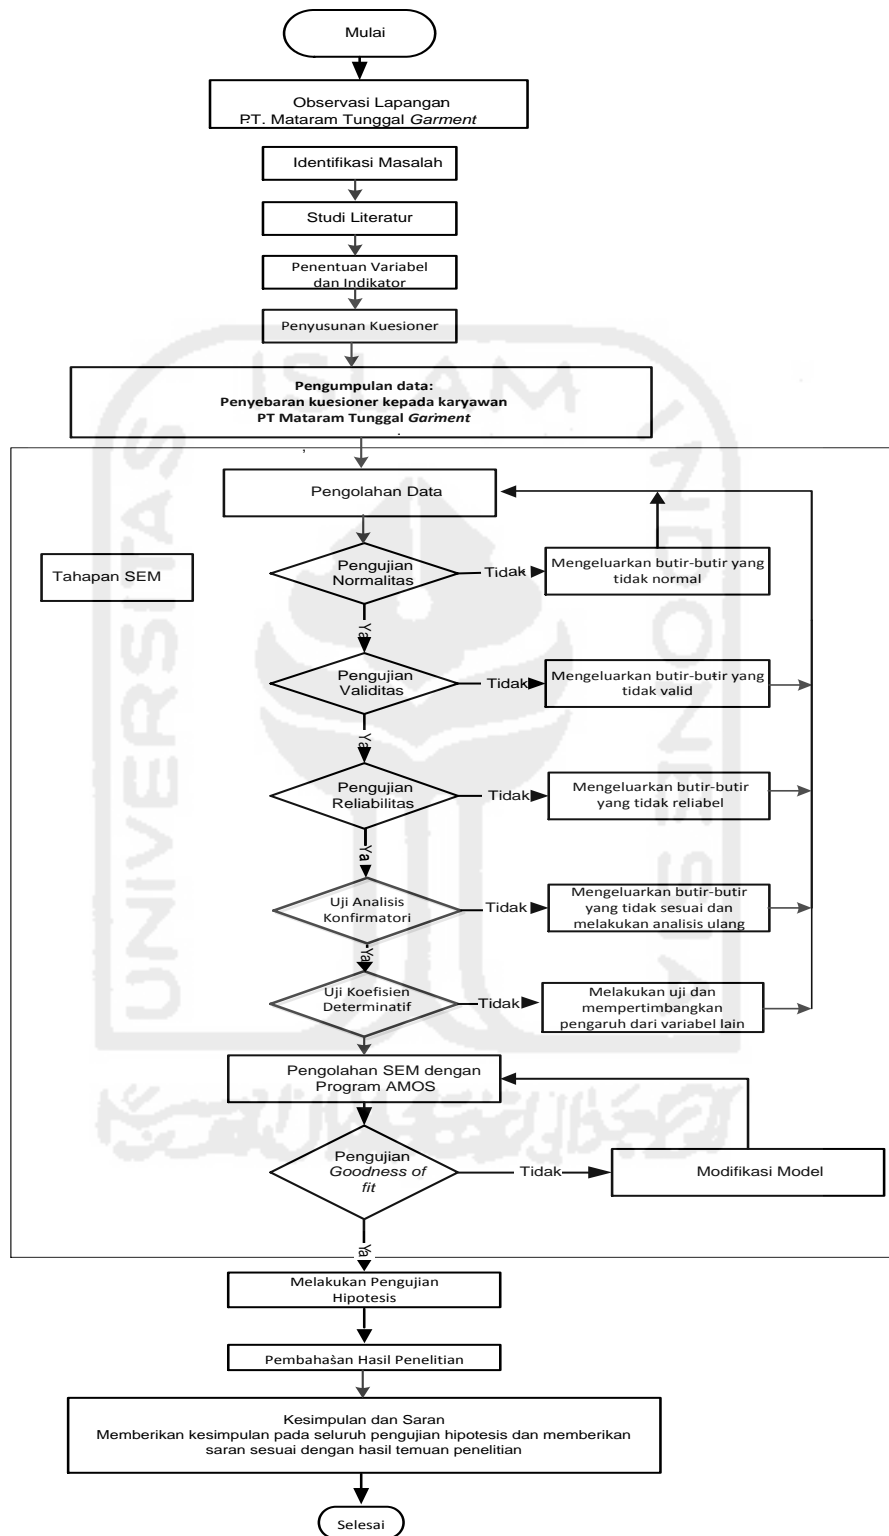 Mulai
Observasi Lapangan
PT. Mataram Tunggal Garment
Identifikasi Masalah
Studi Literatur
Penentuan Variabel
dan Indikator
Penyusunan Kuesioner
Pengumpulan data:
Penyebaran kuesioner kepada karyawan
PT Mataram Tunggal Garment
Pengolahan Data
Tahapan SEM
Pengujian
Normalitas
Tidak
Mengeluarkan butir-butir yang
tidak normal
Ya
Pengujian
Validitas
Tidak
Mengeluarkan butir-butir yang
tidak valid
Ya
Pengujian
Reliabilitas
Tidak
Mengeluarkan butir-butir
yang tidak reliabel
Ya
Uji Analisis
Konfirmatori
Tidak
Mengeluarkan butir-butir
yang tidak sesuai dan
melakukan analisis ulang
Ya
Uji Koefisien
Determinatif
Tidak
Melakukan uji dan
mempertimbangkan
pengaruh dari variabel lain
Pengolahan SEM dengan
Program AMOS
Pengujian
Goodness of
fit
Tidak
Modifikasi Model
Ya
Melakukan Pengujian
Hipotesis
Pembahasan Hasil Penelitian
Kesimpulan dan Saran
Memberikan kesimpulan pada seluruh pengujian hipotesis dan memberikan
saran sesuai dengan hasil temuan penelitian
Selesai
UNIVERSITAS
ISLAM
INDONESIA